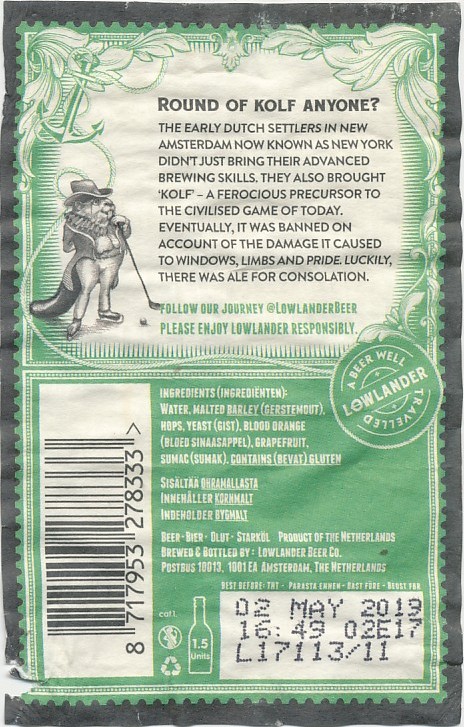 ROUND OF KOLF ANYONE?
THE EARLY DUTCH SETTLERS IN NEW
AMSTERDAM NOW KNOWN AS NEW YORK
DIDN'T JUST BRING THEIR ADVANCED
BREWING SKILLS. THEY ALSO BROUGHT
'KOLF' – A FEROCIOUS PRECURSOR TO
THE CIVILISED GAME OF TODAY.
EVENTUALLY, IT WAS BANNED ON
ACCOUNT OF THE DAMAGE IT CAUSED
TO WINDOWS, LIMBS AND PRIDE. LUCKILY,
THERE WAS ALE FOR CONSOLATION.
FOLLOW OUR JOURNEY @LOWLANDERBEER
PLEASE ENJOY LOWLANDER RESPONSIBLY.
A BEER WELL
LOWLANDER
TRAVELLED
INGREDIENTS (INGREDIËNTEN):
WATER, MALTED BARLEY (GERSTEMOUT),
HOPS, YEAST (GIST), BLOOD ORANGE
(BLOED SINAASAPPEL), GRAPEFRUIT,
SUMAC (SUMAK). CONTAINS (BEVAT) GLUTEN
SISÄLTÄÄ OHRAMALLASTA
INNEHÅLLER KORNMALT
INDEHOLDER BYGMALT
BEER · BIER · ÖLUT · STARKÖL PRODUCT OF THE NETHERLANDS
BREWED & BOTTLED BY: LOWLANDER BEER CO.
POSTBUS 10013, 1001 EA AMSTERDAM, THE NETHERLANDS
BEST BEFORE: THT · PARASTA ENNEN · BÄST FÖRE · BEDST FØR
02 MAY 2019
16:49 02E17
L17113/11
cat1.
1.5
Units
8 717953 278333 >